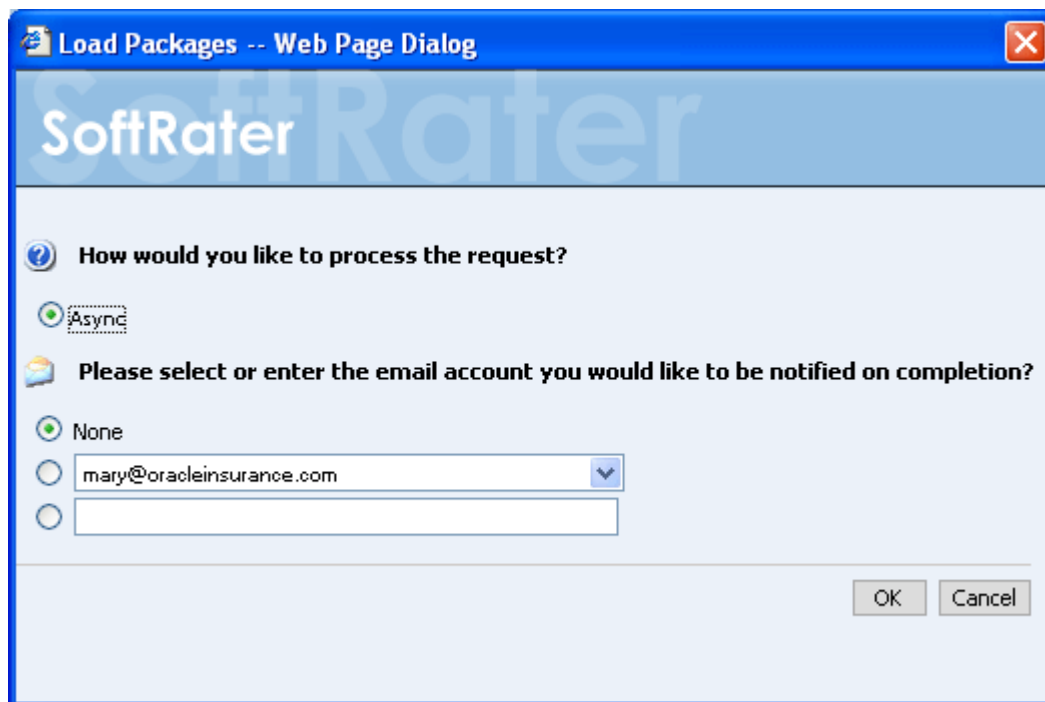 Load Packages -- Web Page Dialog
SoftRater
SoftRater
How would you like to process the request?
Async
Please select or enter the email account you would like to be notified on completion?
None
mary@oracleinsurance.com
OK Cancel